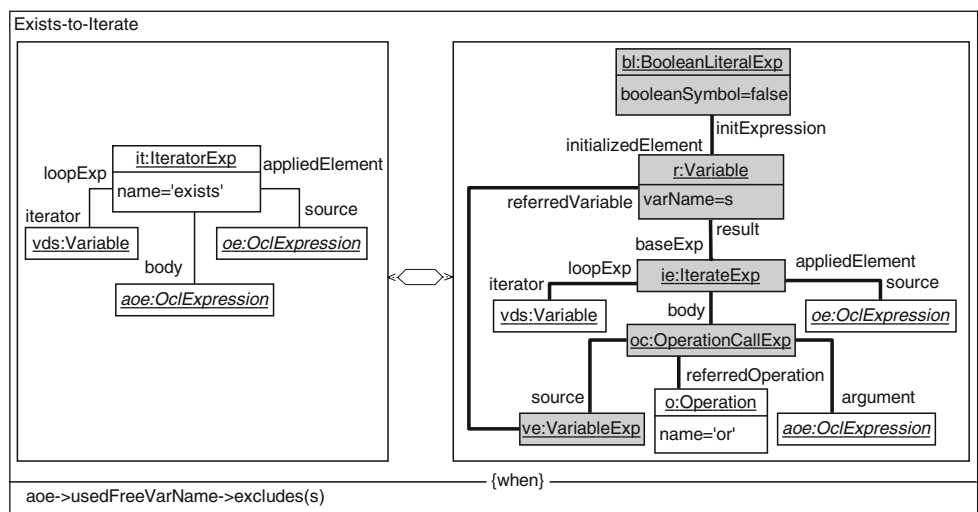 Exists-to-Iterate
it:IteratorExp
name='exists'
loopExp
appliedElement
iterator
source
vds:Variable
oe:OclExpression
body
aoe:OclExpression
bl:BooleanLiteralExp
booleanSymbol=false
initExpression
initializedElement
r:Variable
varName=s
referredVariable
result
baseExp
loopExp
appliedElement
ie:IterateExp
iterator
source
vds:Variable
oe:OclExpression
body
oc:OperationCallExp
referredOperation
source
argument
o:Operation
name='or'
ve:VariableExp
aoe:OclExpression
{when}
aoe->usedFreeVarName->excludes(s)